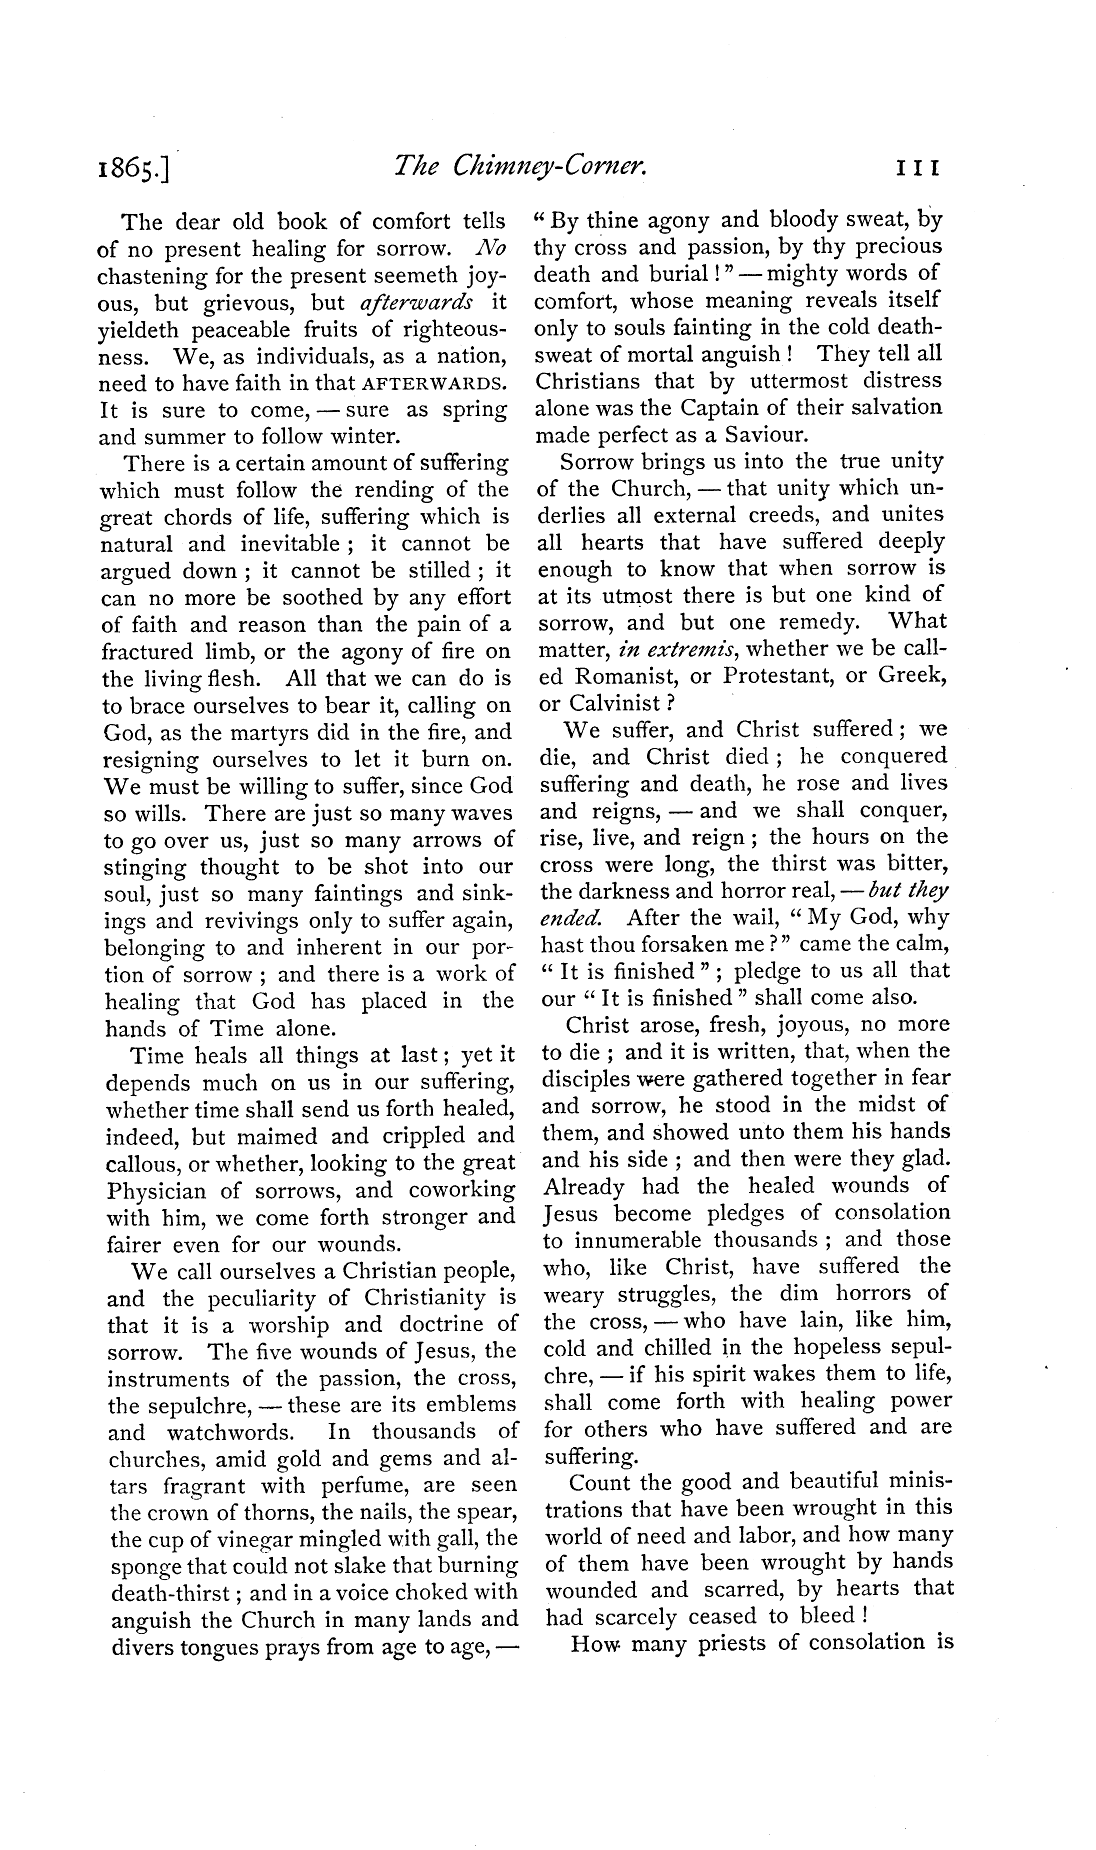 1865.] The Chimney-Corner. 111
The dear old book of comfort tells
of no present healing for sorrow. No
chastening for the present seemeth joy-
ous, but grievous, but afterwards it
yieldeth peaceable fruits of righteous-
ness. We, as individuals, as a nation,
need to have faith in that AFTERWARDS.
It is sure to come, — sure as spring
and summer to follow winter.
There is a certain amount of suffering
which must follow the rending of the
great chords of life, suffering which is
natural and inevitable ; it cannot be
argued down ; it cannot be stilled ; it
can no more be soothed by any effort
of faith and reason than the pain of a
fractured limb, or the agony of fire on
the living flesh. All that we can do is
to brace ourselves to bear it, calling on
God, as the martyrs did in the fire, and
resigning ourselves to let it burn on.
We must be willing to suffer, since God
so wills. There are just so many waves
to go over us, just so many arrows of
stinging thought to be shot into our
soul, just so many faintings and sink-
ings and revivings only to suffer again,
belonging to and inherent in our por-
tion of sorrow ; and there is a work of
healing that God has placed in the
hands of Time alone.
Time heals all things at last ; yet it
depends much on us in our suffering,
whether time shall send us forth healed,
indeed, but maimed and crippled and
callous, or whether, looking to the great
Physician of sorrows, and coworking
with him, we come forth stronger and
fairer even for our wounds.
We call ourselves a Christian people,
and the peculiarity of Christianity is
that it is a worship and doctrine of
sorrow. The five wounds of Jesus, the
instruments of the passion, the cross,
the sepulchre, — these are its emblems
and watchwords. In thousands of
churches, amid gold and gems and al-
tars fragrant with perfume, are seen
the crown of thorns, the nails, the spear,
the cup of vinegar mingled with gall, the
sponge that could not slake that burning
death-thirst ; and in a voice choked with
anguish the Church in many lands and
divers tongues prays from age to age, —
“ By thine agony and bloody sweat, by
thy cross and passion, by thy precious
death and burial ! ” — mighty words of
comfort, whose meaning reveals itself
only to souls fainting in the cold death-
sweat of mortal anguish ! They tell all
Christians that by uttermost distress
alone was the Captain of their salvation
made perfect as a Saviour.
Sorrow brings us into the true unity
of the Church, — that unity which un-
derlies all external creeds, and unites
all hearts that have suffered deeply
enough to know that when sorrow is
at its utmost there is but one kind of
sorrow, and but one remedy. What
matter, in extremis, whether we be call-
ed Romanist, or Protestant, or Greek,
or Calvinist ?
We suffer, and Christ suffered ; we
die, and Christ died ; he conquered
suffering and death, he rose and lives
and reigns, — and we shall conquer,
rise, live, and reign ; the hours on the
cross were long, the thirst was bitter,
the darkness and horror real, — but they
ended. After the wail, “ My God, why
hast thou forsaken me ? ” came the calm,
“ It is finished ” ; pledge to us all that
our “ It is finished ” shall come also.
Christ arose, fresh, joyous, no more
to die ; and it is written, that, when the
disciples were gathered together in fear
and sorrow, he stood in the midst of
them, and showed unto them his hands
and his side ; and then were they glad.
Already had the healed wounds of
Jesus become pledges of consolation
to innumerable thousands ; and those
who, like Christ, have suffered the
weary struggles, the dim horrors of
the cross, — who have lain, like him,
cold and chilled in the hopeless sepul-
chre, — if his spirit wakes them to life,
shall come forth with healing power
for others who have suffered and are
suffering.
Count the good and beautiful minis-
trations that have been wrought in this
world of need and labor, and how many
of them have been wrought by hands
wounded and scarred, by hearts that
had scarcely ceased to bleed !
How many priests of consolation is